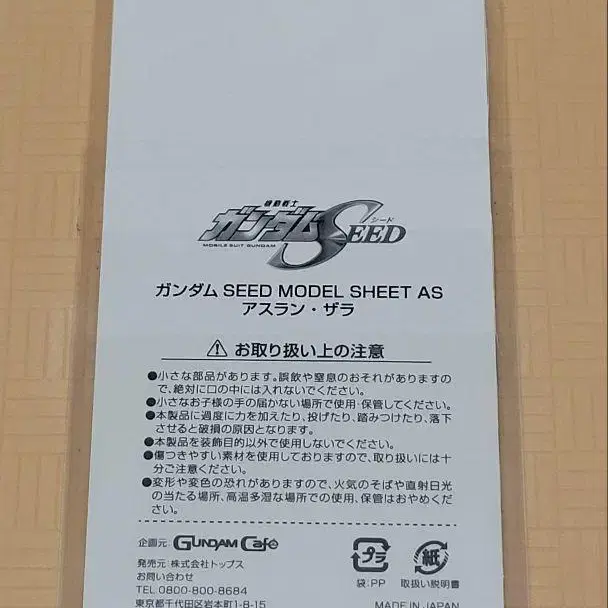 機動戦士
ガンダムSEED
シード
MOBILE SUIT GUNDAM
ガンダム SEED MODEL SHEET AS
アスラン・ザラ
お取り扱い上の注意
●小さな部品があります。誤飲や窒息のおそれがありますの
で、絶対に口の中には入れないでください。
●小さなお子様の手の届かない場所で使用・保管してください。
●本製品に過度に力を加えたり、投げたり、踏みつけたり、落下
させると破損の原因となります。
●本製品を装飾目的以外で使用しないでください。
●傷つきやすい素材を使用しておりますので、取り扱いには十
分ご注意ください。
●変形や変色の恐れがありますので、火気のそばや直射日光
の当たる場所、高温多湿な場所での使用、保管はおやめくだ
さい。
企画元: GUNDAM Café
発売元: 株式会社トップス
お問い合わせ
TEL 0800-800-8684
東京都千代田区岩本町1-8-15
プラ
袋:PP
紙
取扱い説明書
MADE IN JAPAN